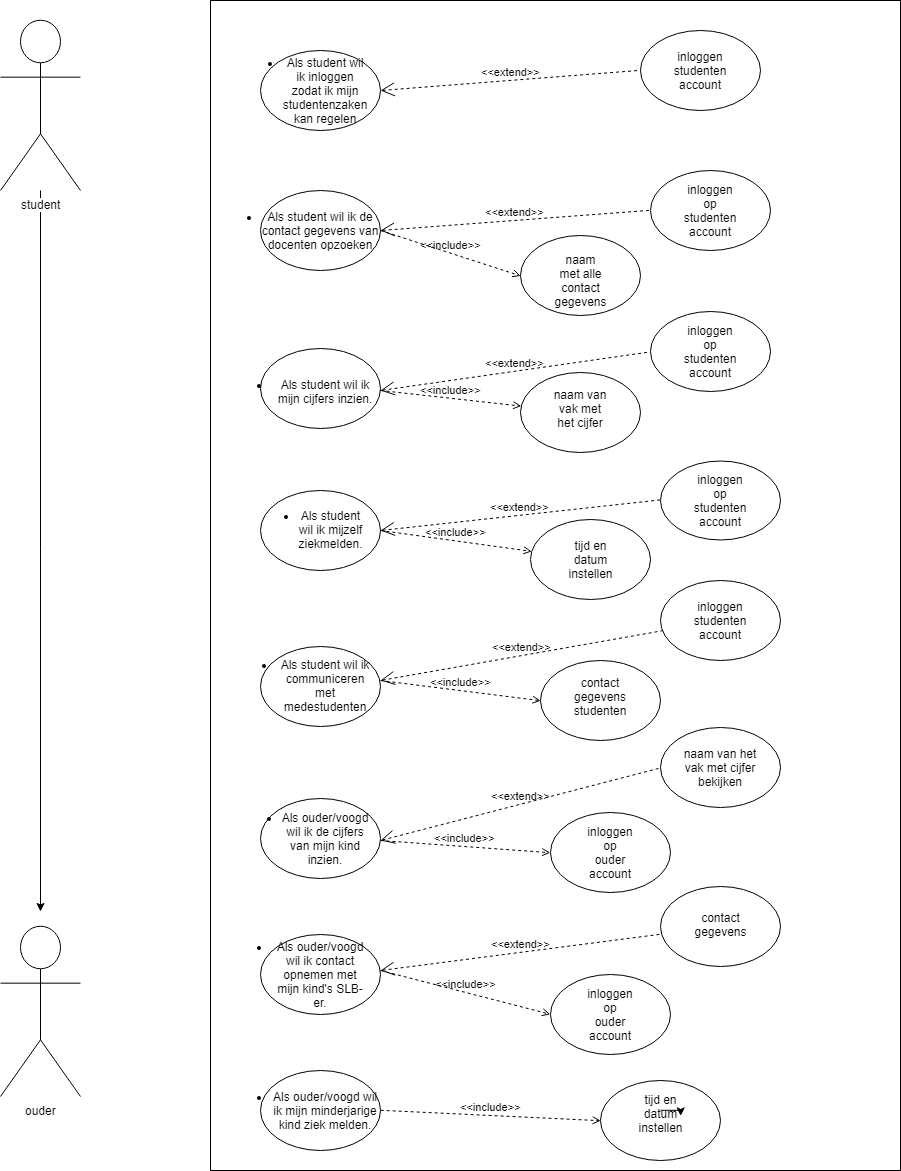 Als student wil
ik inloggen
zodat ik mijn
studentenzaken
kan regelen
<<extend>>
inloggen
studenten
account
student
Als student wil ik de
contact gegevens van
docenten opzoeken
<<extend>>
inloggen
op
studenten
account
<<include>>
naam
met alle
contact
gegevens
Als student wil ik
mijn cijfers inzien.
<<extend>>
inloggen
op
studenten
account
<<include>>
naam van
vak met
het cijfer
Als student
wil ik mijzelf
ziekmelden.
<<extend>>
inloggen
op
studenten
account
<<include>>
tijd en
datum
instellen
Als student wil ik
communiceren
met
medestudenten
<<extend>>
inloggen
studenten
account
<<include>>
contact
gegevens
studenten
Als ouder/voogd
wil ik de cijfers
van mijn kind
inzien.
<<extend>>
naam van het
vak met cijfer
bekijken
<<include>>
inloggen
op
ouder
account
Als ouder/voogd
wil ik contact
opnemen met
mijn kind's SLB-
er.
<<extend>>
contact
gegevens
<<include>>
inloggen
op
ouder
account
ouder
Als ouder/voogd wil
ik mijn minderjarige
kind ziek melden.
<<include>>
tijd en
datum
instellen